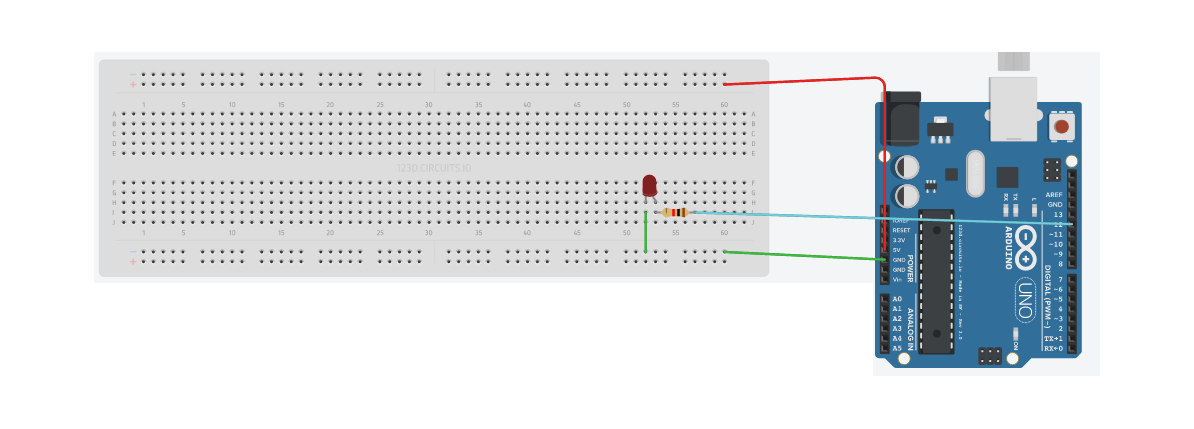 - -
+ +
1 5 10 15 20 25 30 35 40 45 50 55 60
A A
B B
C C
D D
E E
123D.CIRCUITS.IO
F F
G G
H H
I I
J J
1 5 10 15 20 25 30 35 40 45 50 55 60
- -
+ +
IOREF
RESET
3.3V
5V
GND
GND
Vin
POWER
A0
A1
A2
A3
A4
A5
ANALOG IN
RX
TX
L
ARDUINO
UNO
ON
AREF
GND
13
12
~11
~10
~9
8
7
~6
~5
4
~3
2
TX→1
RX←0
DIGITAL (PWM~)